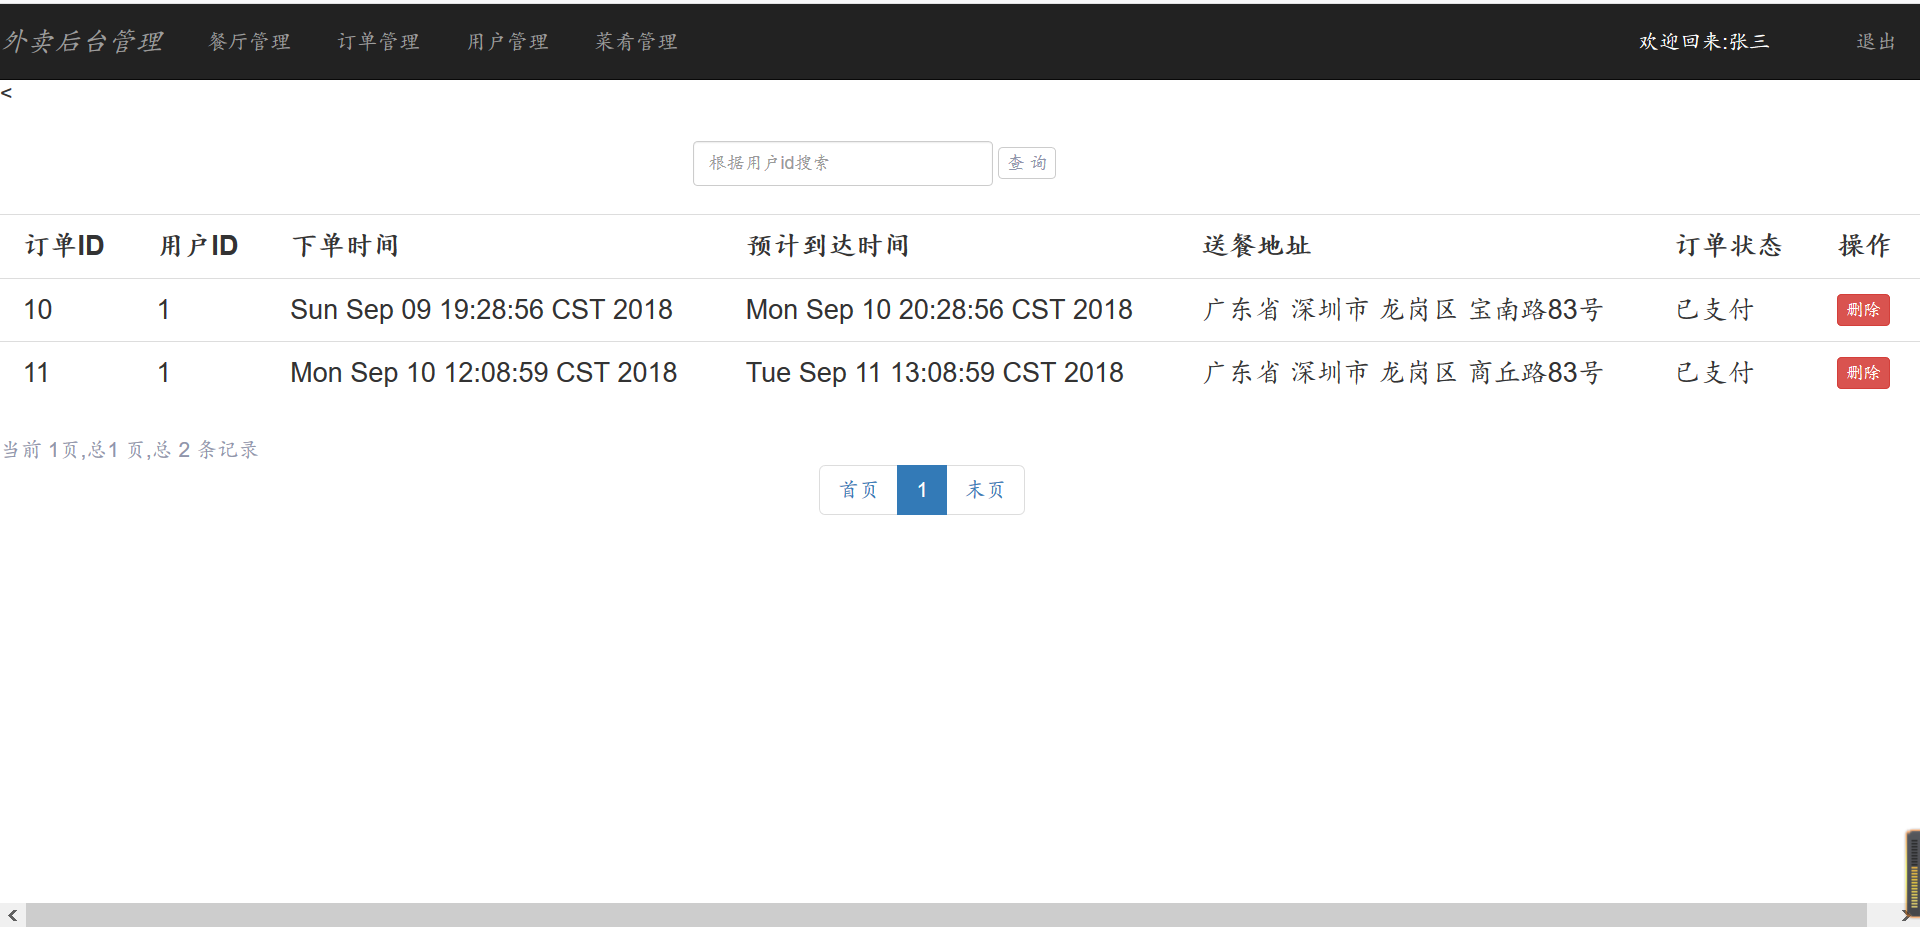 外卖后台管理 餐厅管理 订单管理 用户管理 菜肴管理 欢迎回来:张三 退出
<
根据用户id搜索 查 询
订单ID 用户ID 下单时间 预计到达时间 送餐地址 订单状态 操作
10 1 Sun Sep 09 19:28:56 CST 2018 Mon Sep 10 20:28:56 CST 2018 广东省 深圳市 龙岗区 宝南路83号 已支付 删除
11 1 Mon Sep 10 12:08:59 CST 2018 Tue Sep 11 13:08:59 CST 2018 广东省 深圳市 龙岗区 商丘路83号 已支付 删除
当前 1页,总1 页,总 2 条记录
首页 1 末页